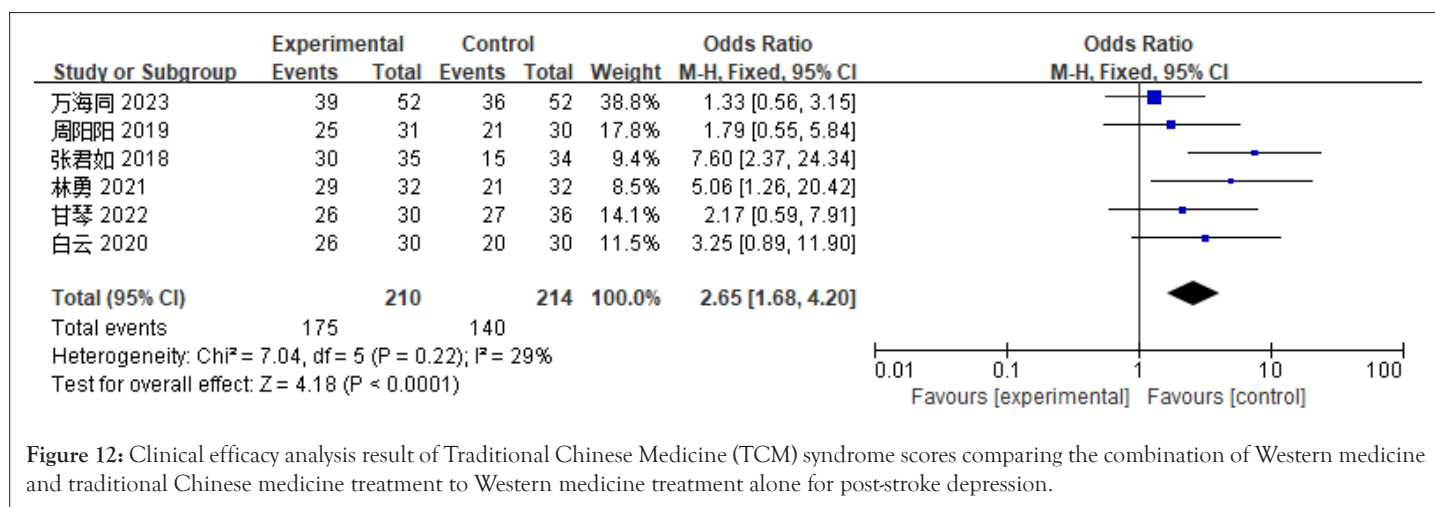 Experimental Control Odds Ratio Odds Ratio
Study or Subgroup Events Total Events Total Weight M-H, Fixed, 95% CI M-H, Fixed, 95% CI
万海同 2023 39 52 36 52 38.8% 1.33 [0.56, 3.15]
周阳阳 2019 25 31 21 30 17.8% 1.79 [0.55, 5.84]
张君如 2018 30 35 15 34 9.4% 7.60 [2.37, 24.34]
林勇 2021 29 32 21 32 8.5% 5.06 [1.26, 20.42]
甘琴 2022 26 30 27 36 14.1% 2.17 [0.59, 7.91]
白云 2020 26 30 20 30 11.5% 3.25 [0.89, 11.90]
Total (95% CI) 210 214 100.0% 2.65 [1.68, 4.20]
Total events 175 140
Heterogeneity: Chi² = 7.04, df = 5 (P = 0.22); I² = 29%
Test for overall effect: Z = 4.18 (P < 0.0001)
0.01 0.1 1 10 100
Favours [experimental] Favours [control]
Figure 12: Clinical efficacy analysis result of Traditional Chinese Medicine (TCM) syndrome scores comparing the combination of Western medicine
and traditional Chinese medicine treatment to Western medicine treatment alone for post-stroke depression.